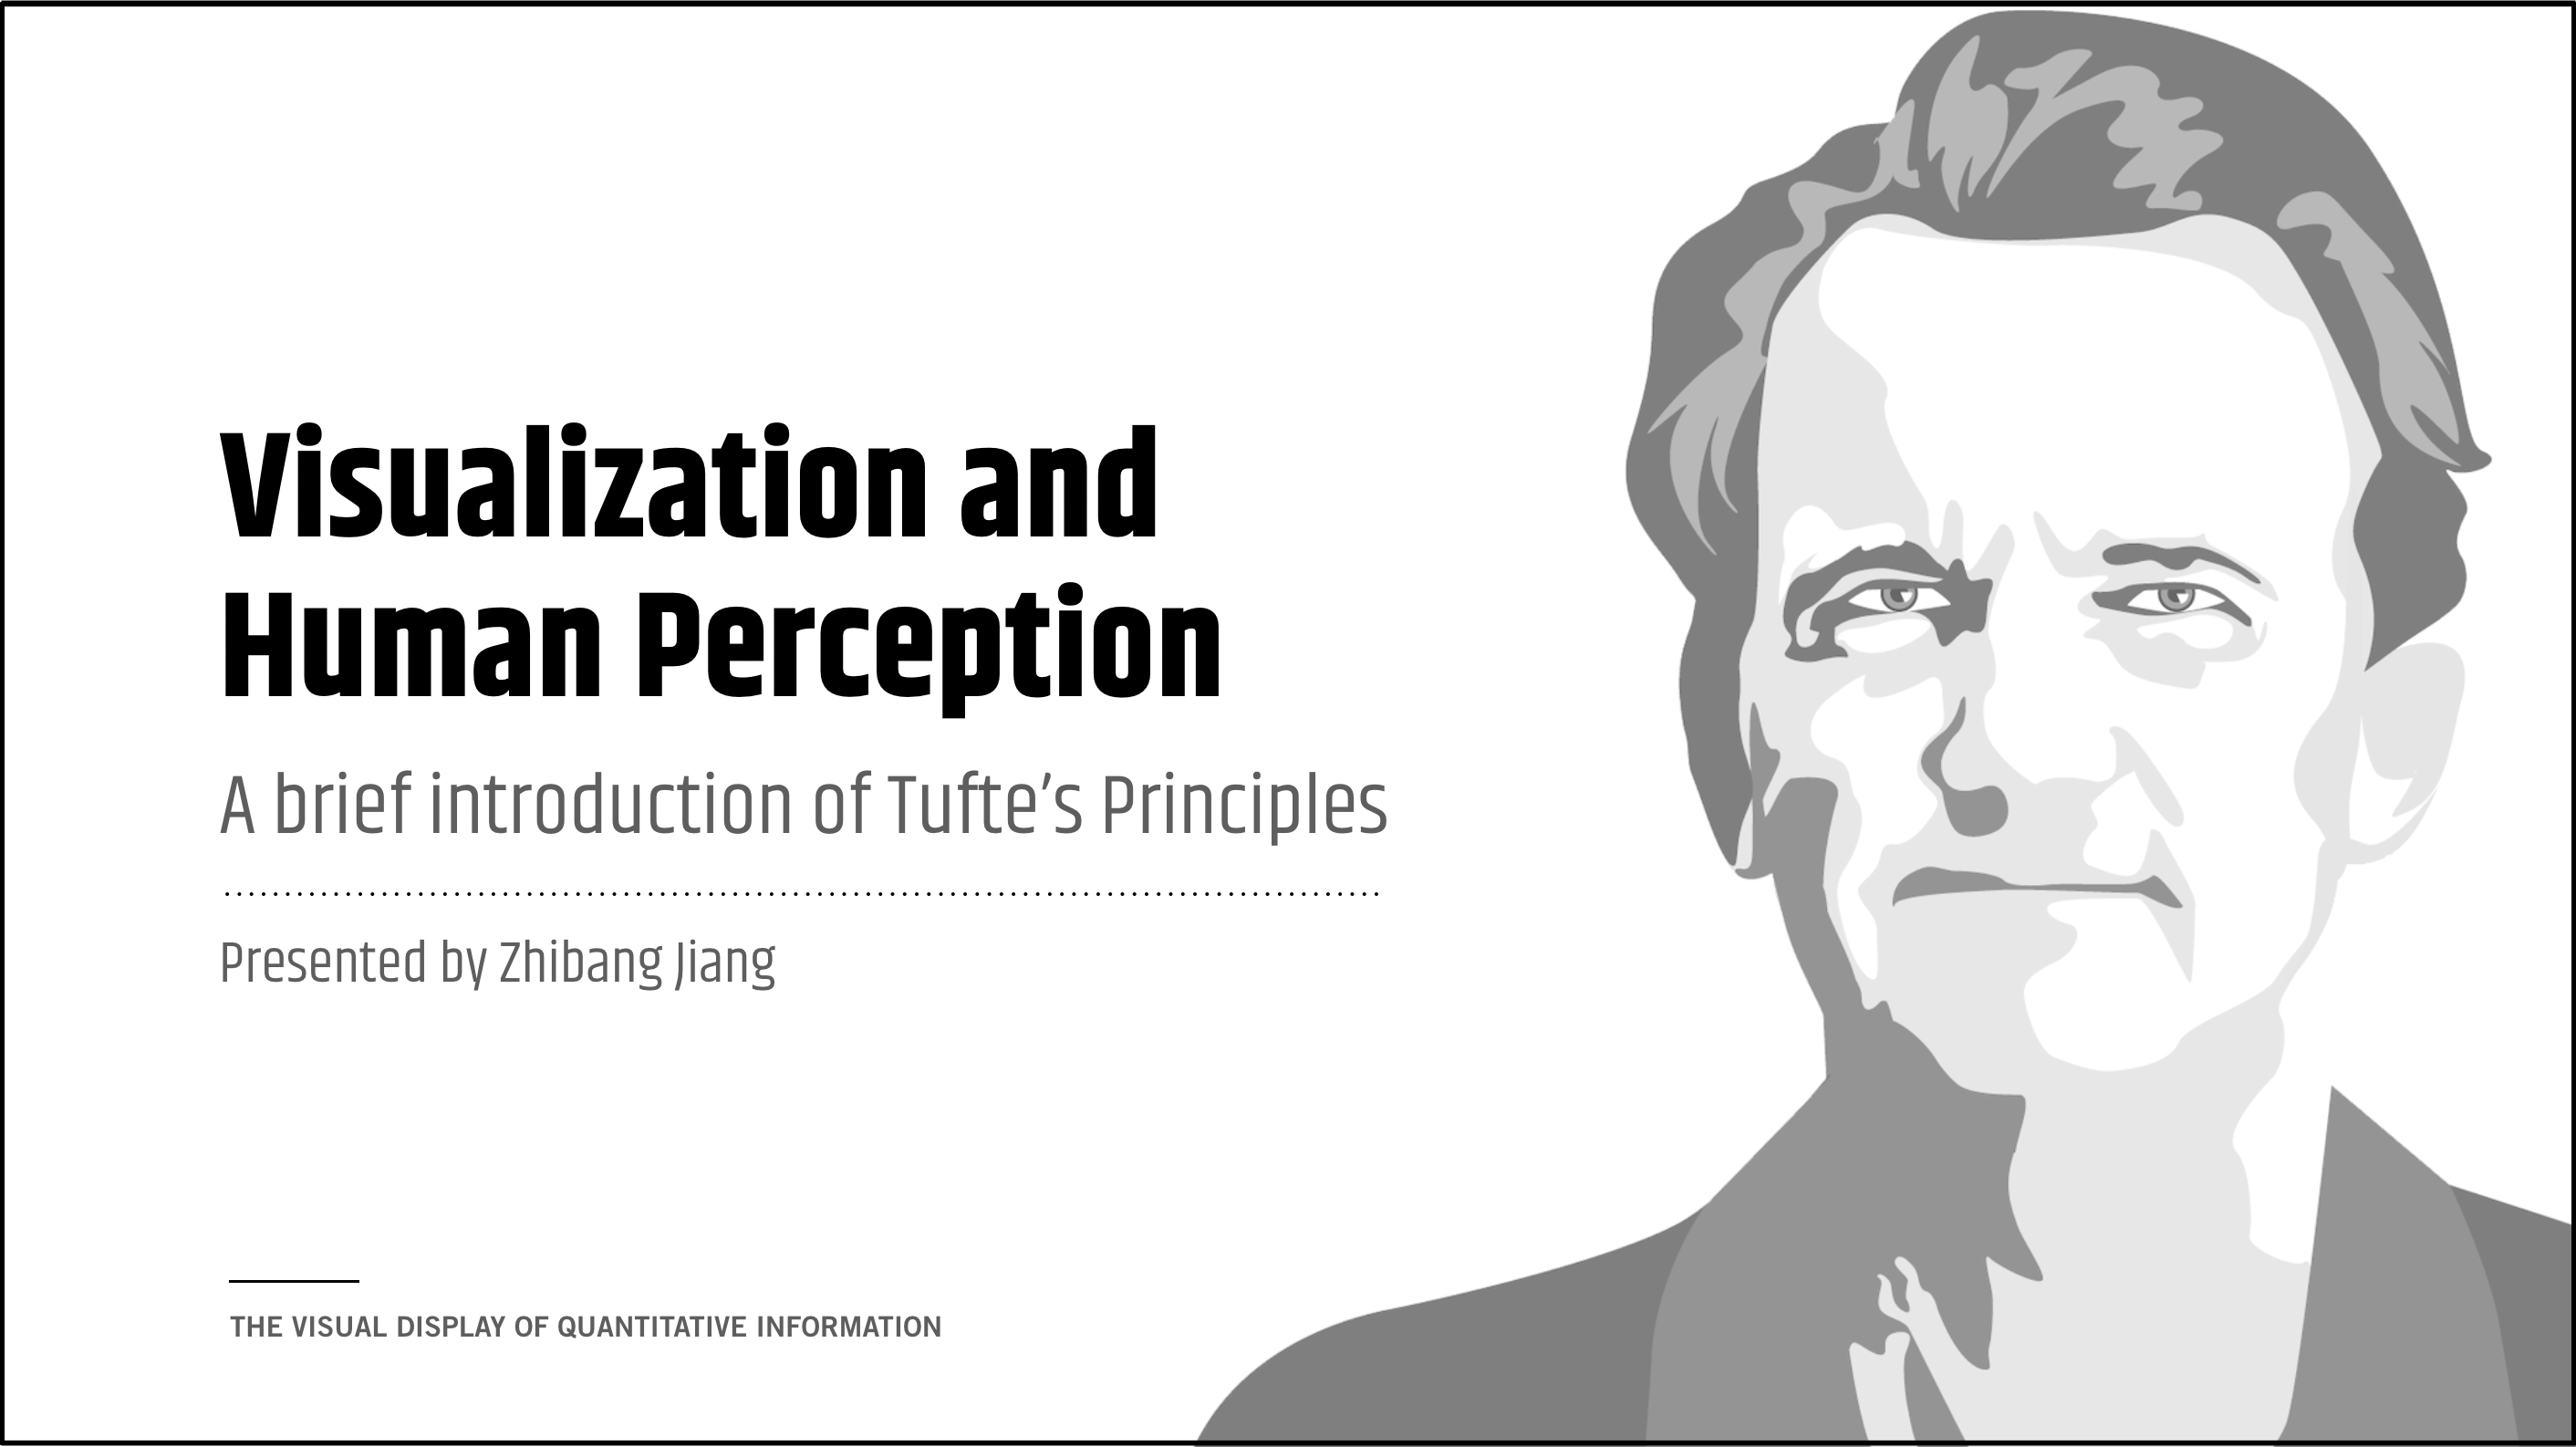 Visualization and
Human Perception
A brief introduction of Tufte’s Principles
Presented by Zhibang Jiang
THE VISUAL DISPLAY OF QUANTITATIVE INFORMATION